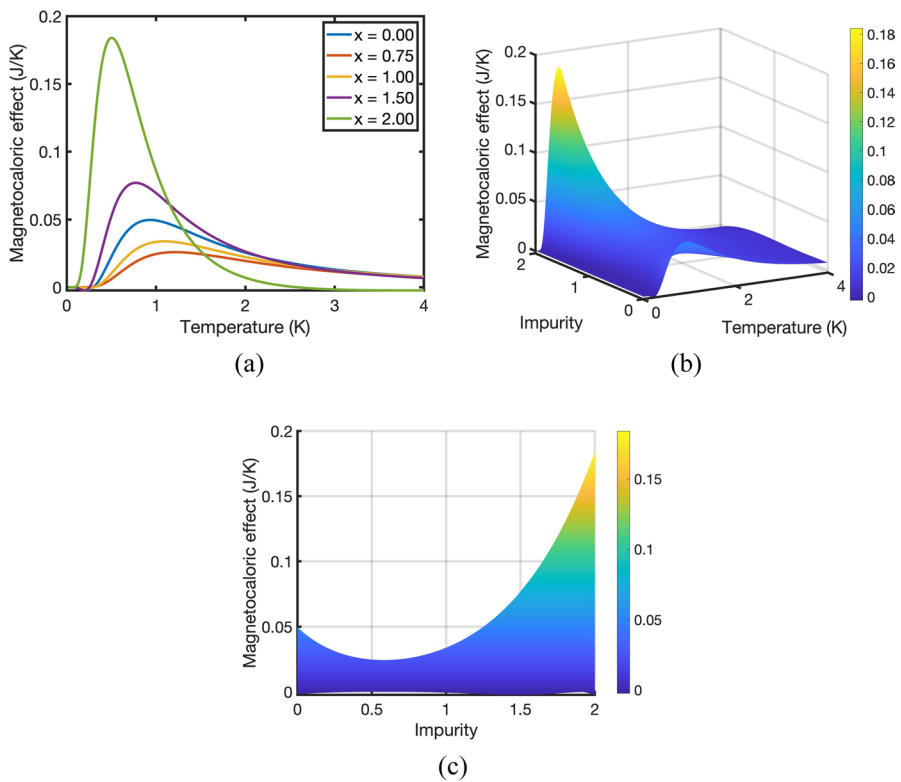 0.2
0.15
0.1
0.05
0
Magnetocaloric effect (J/K)
x = 0.00
x = 0.75
x = 1.00
x = 1.50
x = 2.00
0 1 2 3 4
Temperature (K)
(a)
0.2
0.15
0.1
0.05
0
Magnetocaloric effect (J/K)
2
1
0
Impurity
0
2
4
Temperature (K)
0.18
0.16
0.14
0.12
0.10
0.08
0.06
0.04
0.02
0
(b)
0.2
0.15
0.1
0.05
0
Magnetocaloric effect (J/K)
0 0.5 1 1.5 2
Impurity
0.15
0.1
0.05
0
(c)